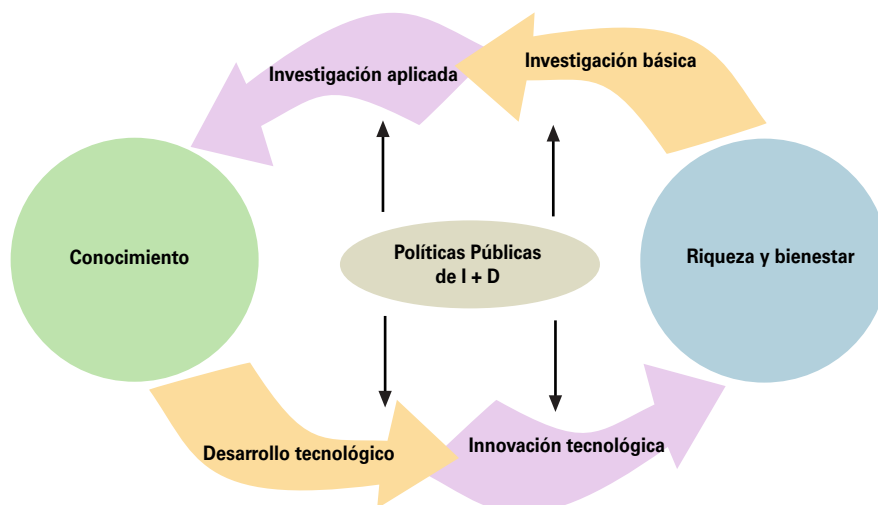 Investigación básica
Investigación aplicada
Conocimiento
Políticas Públicas
de I + D
Riqueza y bienestar
Desarrollo tecnológico
Innovación tecnológica